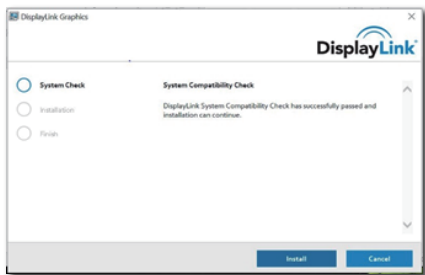 DisplayLink Graphics
DisplayLink
System Check
System Compatibility Check
DisplayLink System Compatibility Check has successfully passed and
installation can continue.
Installation
Finish
Install
Cancel